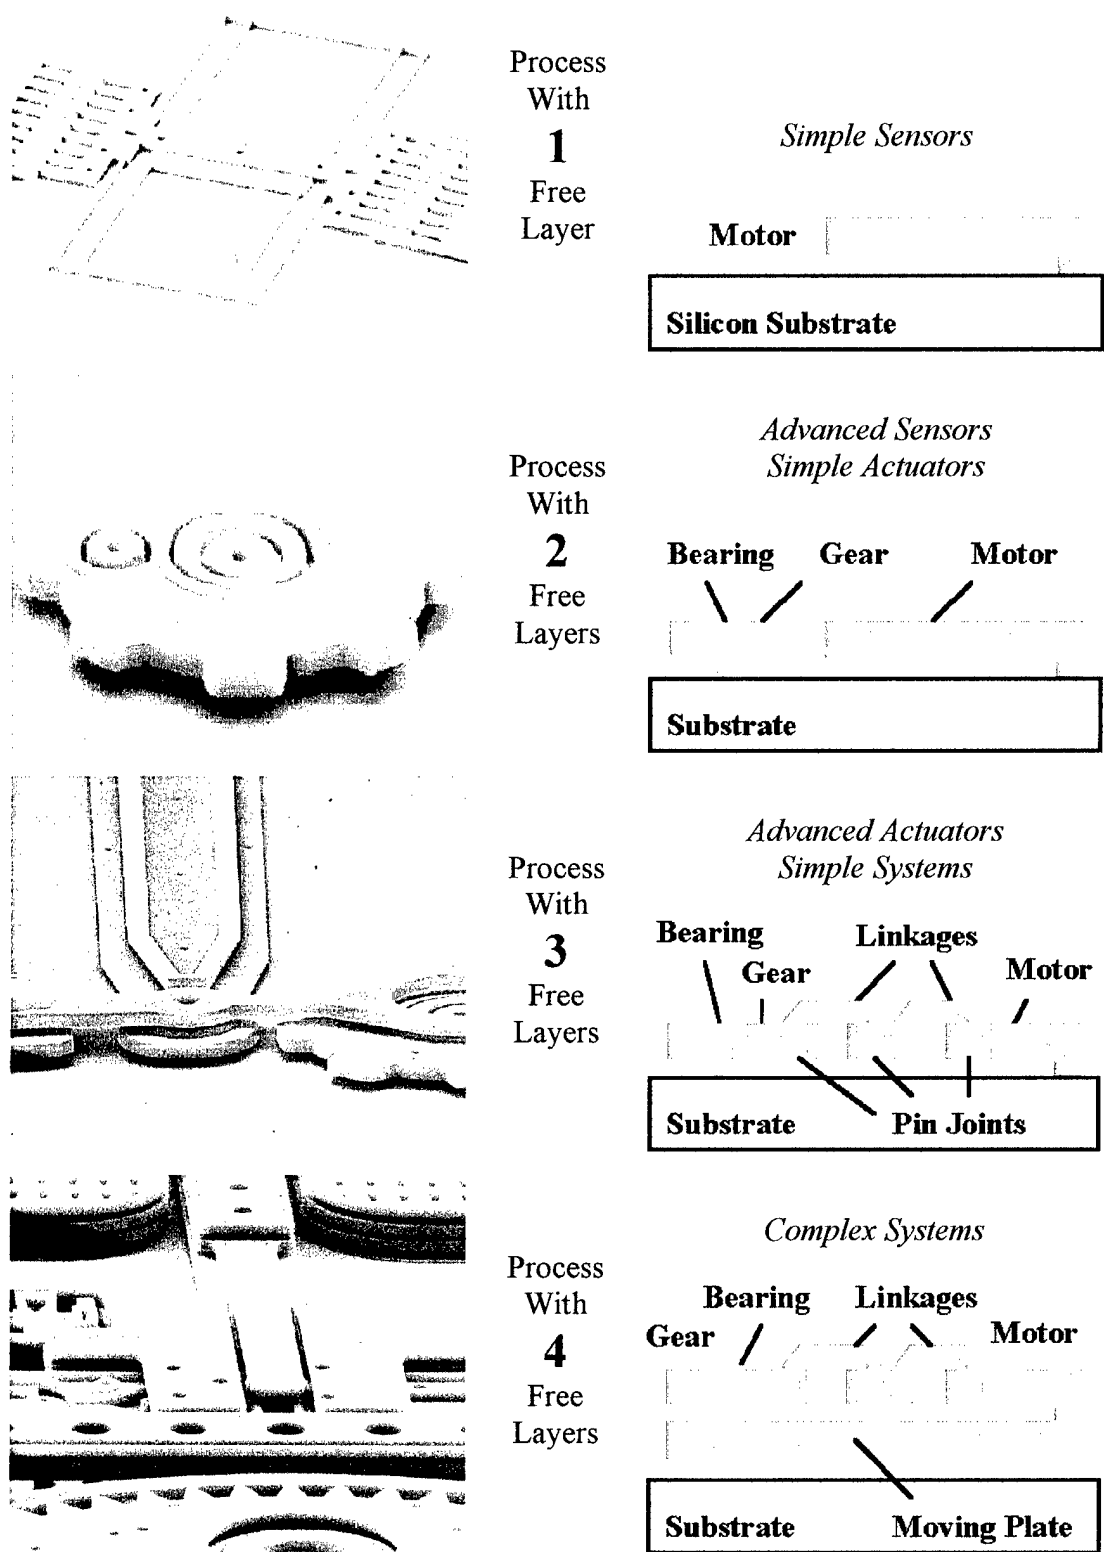 Process
With
1
Free
Layer
Simple Sensors
Motor
Silicon Substrate
Process
With
2
Free
Layers
Advanced Sensors
Simple Actuators
Bearing Gear Motor
Substrate
Process
With
3
Free
Layers
Advanced Actuators
Simple Systems
Bearing Linkages
Gear Motor
Substrate Pin Joints
Process
With
4
Free
Layers
Complex Systems
Bearing Linkages
Gear Motor
Substrate Moving Plate